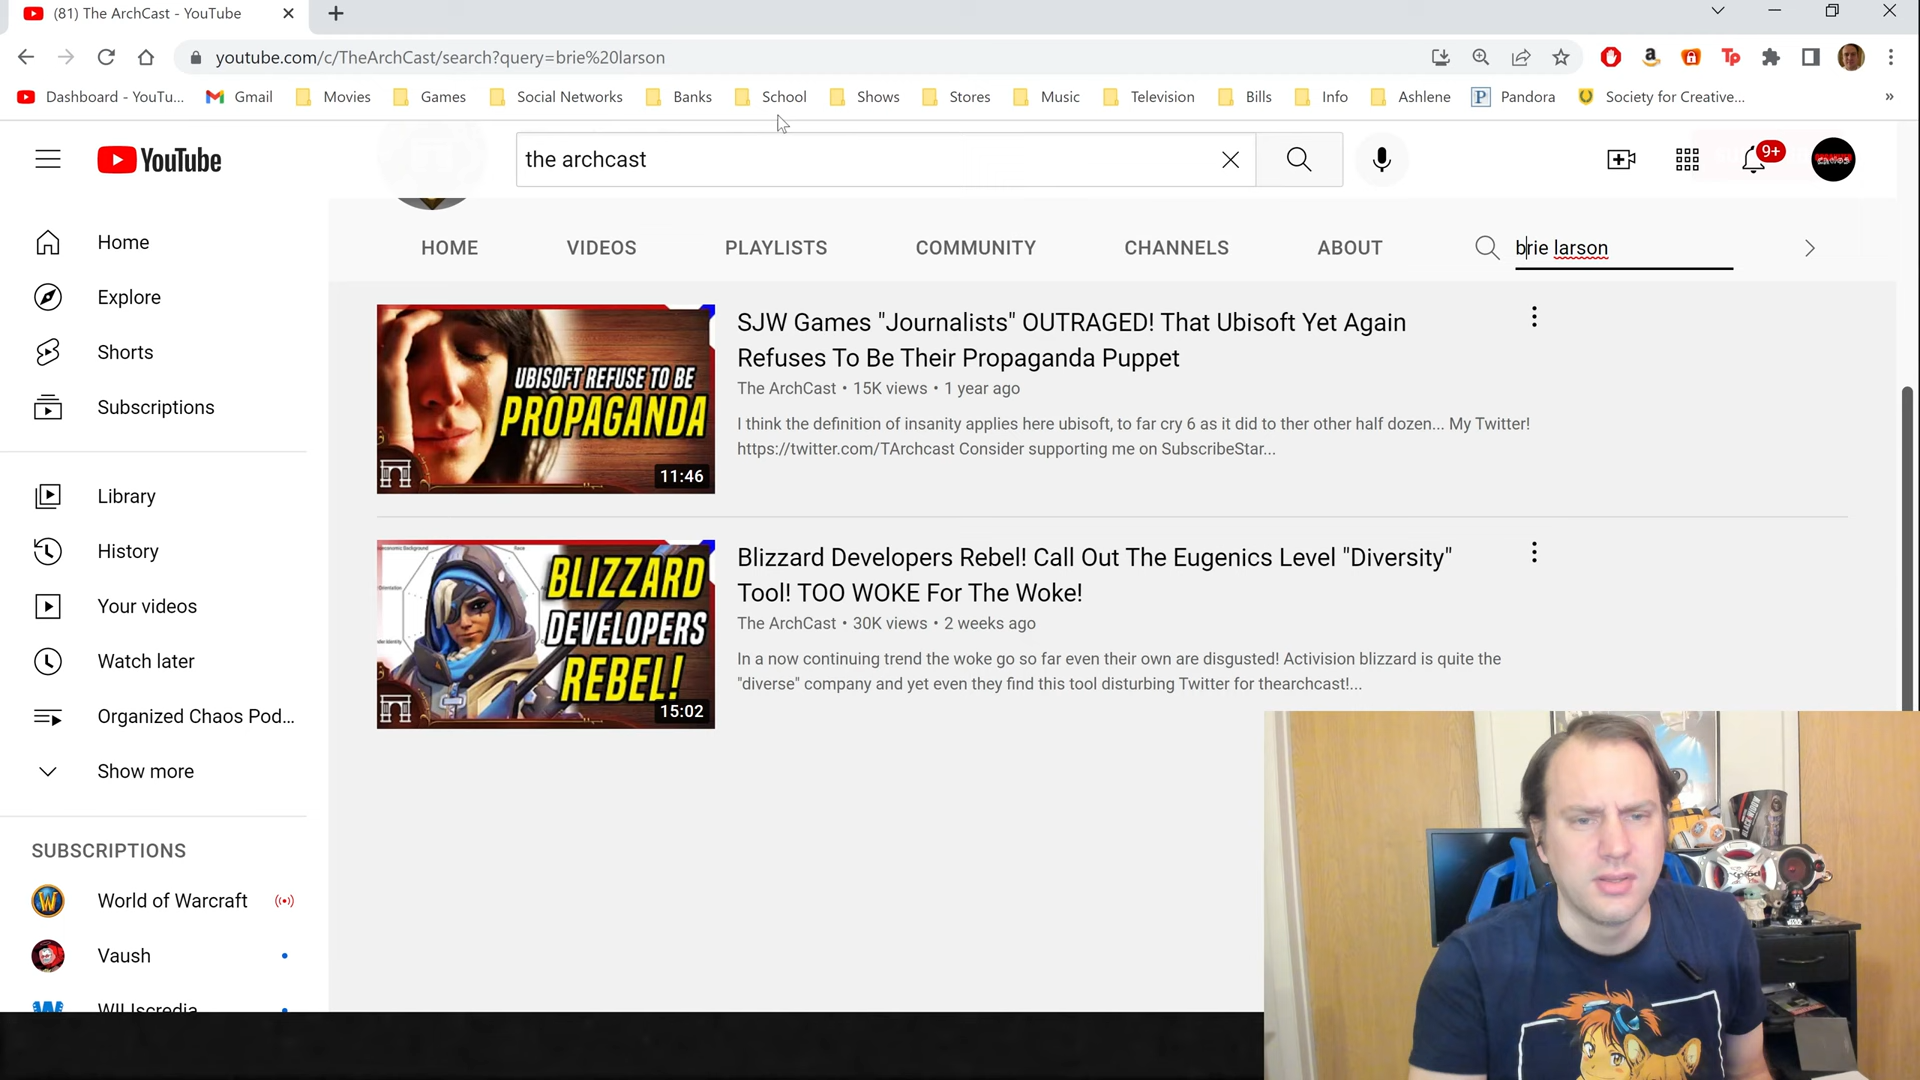 (81) The ArchCast - YouTube
youtube.com/c/TheArchCast/search?query=brie%20larson
Dashboard - YouTu...
Gmail
Movies
Games
Social Networks
Banks
School
Shows
Stores
Music
Television
Bills
Info
Ashlene
Pandora
Society for Creative...
YouTube
the archcast
9+
HOME
VIDEOS
PLAYLISTS
COMMUNITY
CHANNELS
ABOUT
brie larson
Home
Explore
Shorts
Subscriptions
Library
History
Your videos
Watch later
Organized Chaos Pod...
Show more
SUBSCRIPTIONS
World of Warcraft
Vaush
UBISOFT REFUSE TO BE
PROPAGANDA
11:46
SJW Games "Journalists" OUTRAGED! That Ubisoft Yet Again
Refuses To Be Their Propaganda Puppet
The ArchCast • 15K views • 1 year ago
I think the definition of insanity applies here ubisoft, to far cry 6 as it did to ther other half dozen... My Twitter!
https://twitter.com/TArchcast Consider supporting me on SubscribeStar...
BLIZZARD
DEVELOPERS
REBEL!
15:02
Blizzard Developers Rebel! Call Out The Eugenics Level "Diversity"
Tool! TOO WOKE For The Woke!
The ArchCast • 30K views • 2 weeks ago
In a now continuing trend the woke go so far even their own are disgusted! Activision blizzard is quite the
"diverse" company and yet even they find this tool disturbing Twitter for thearchcast!...